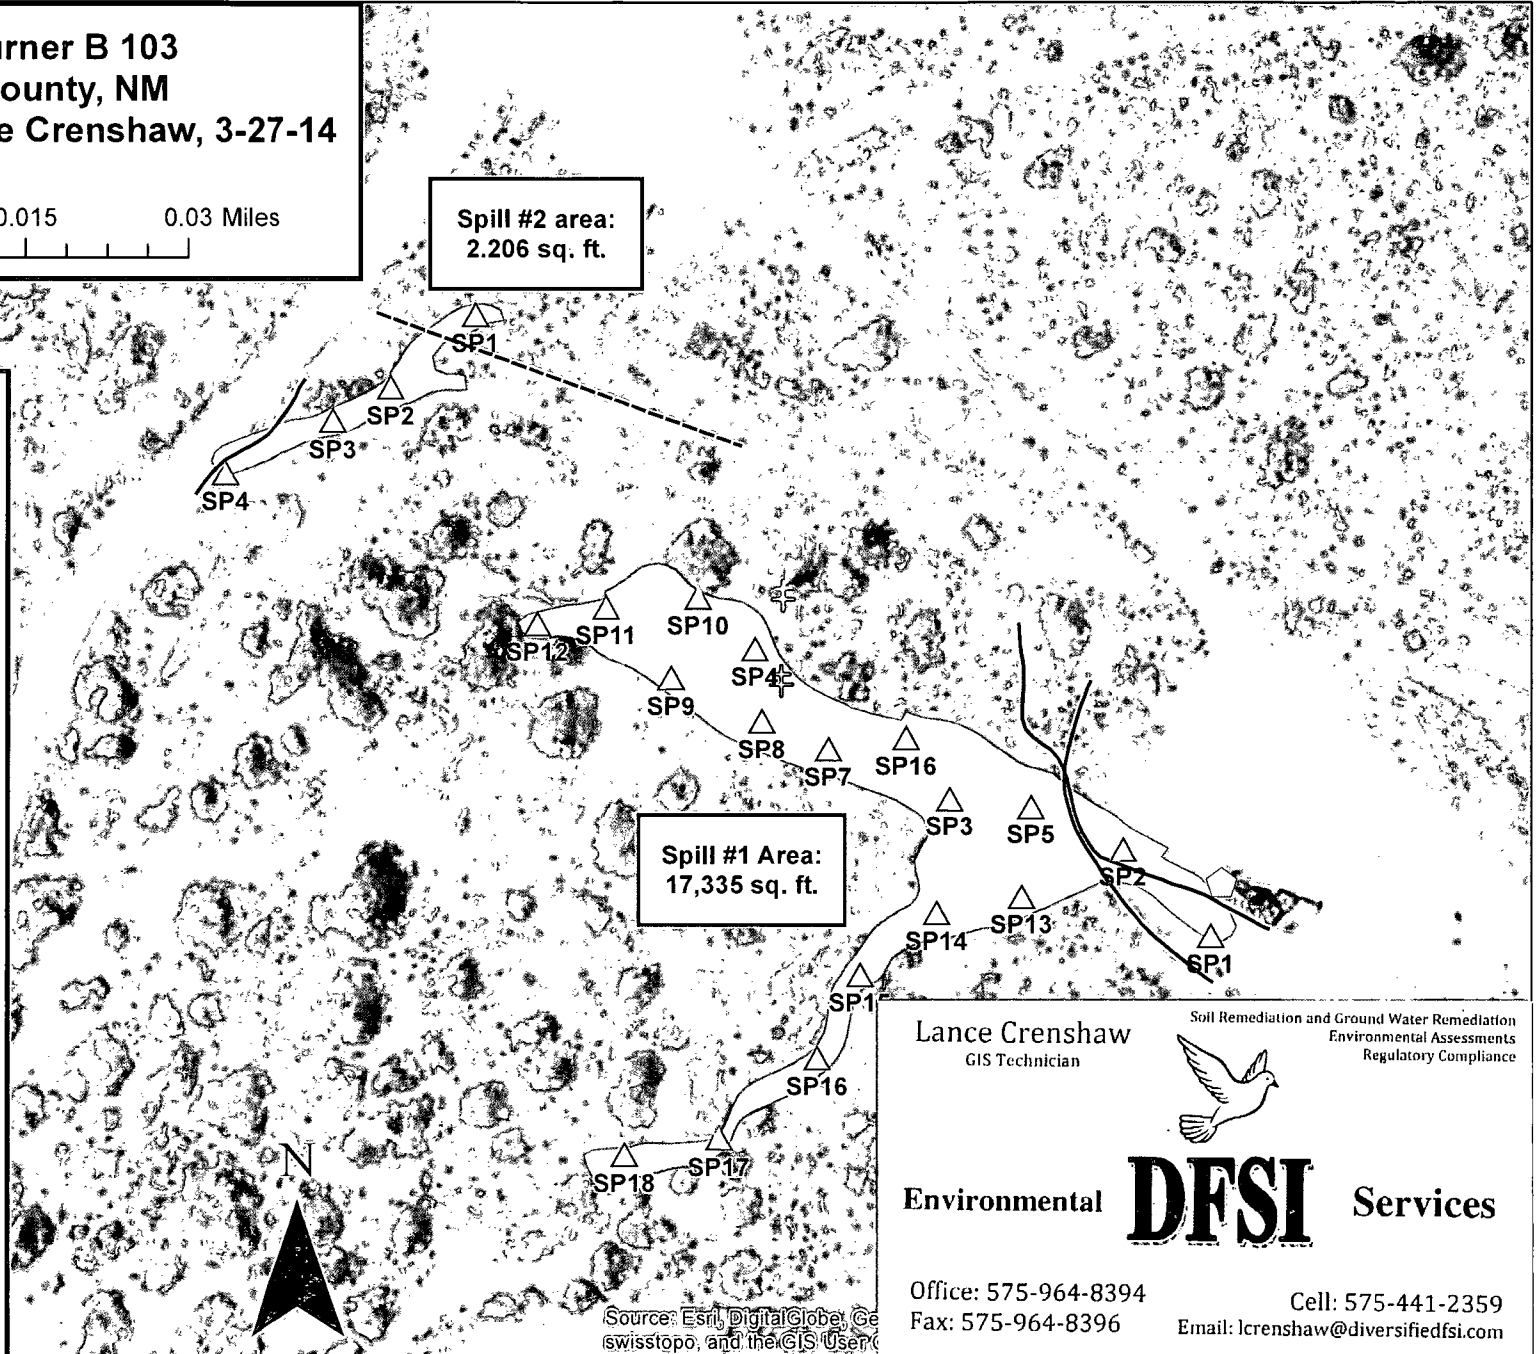 urner B 103
ounty, NM
e Crenshaw, 3-27-14
0.015 0.03 Miles
Spill #2 area:
2.206 sq. ft.
SP1
SP2
SP3
SP4
SP11
SP10
SP12
SP4
SP9
SP8
SP7
SP16
SP3
SP5
Spill #1 Area:
17,335 sq. ft.
SP2
SP13
SP14
SP1
SP15
SP16
SP17
SP18
N
Lance Crenshaw
GIS Technician
Soil Remediation and Ground Water Remediation
Environmental Assessments
Regulatory Compliance
Environmental DFSI Services
Office: 575-964-8394
Fax: 575-964-8396
Cell: 575-441-2359
Email: lcrenshaw@diversifiedfsi.com
Source: Esri, DigitalGlobe, Ge
swisstopo, and the GIS User